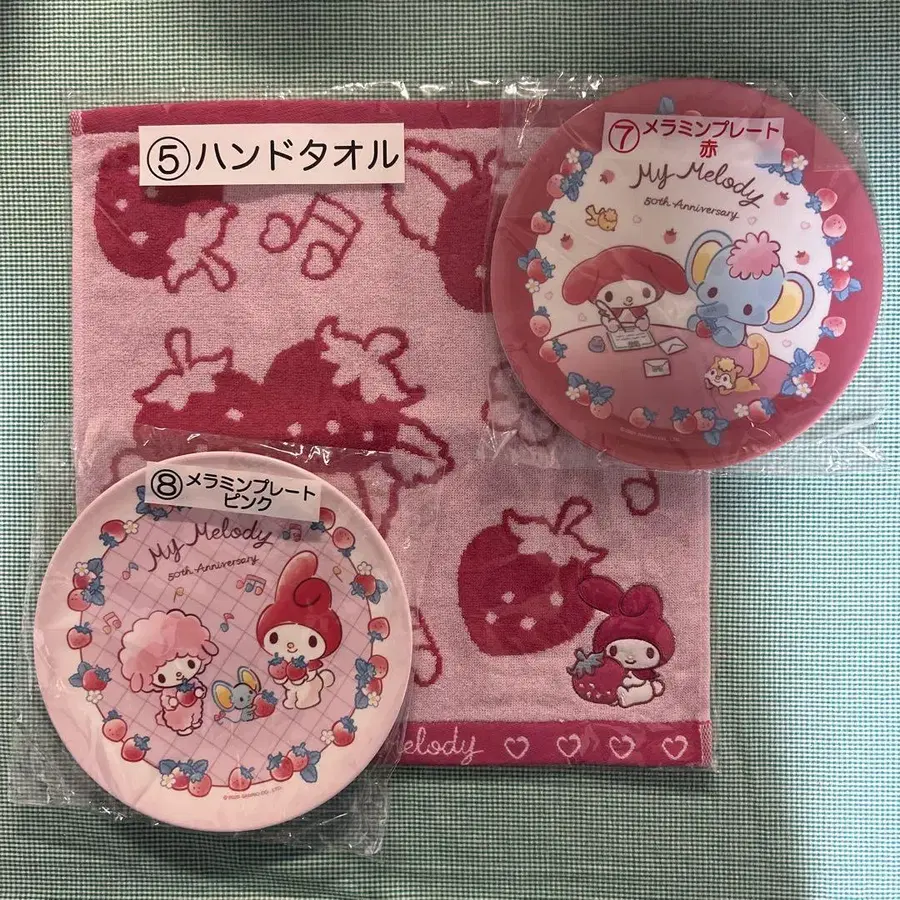 ⑤ハンドタオル
⑦メラミンプレート
赤
My Melody
50th Anniversary
⑧メラミンプレート
ピンク
My Melody
50th Anniversary
elody